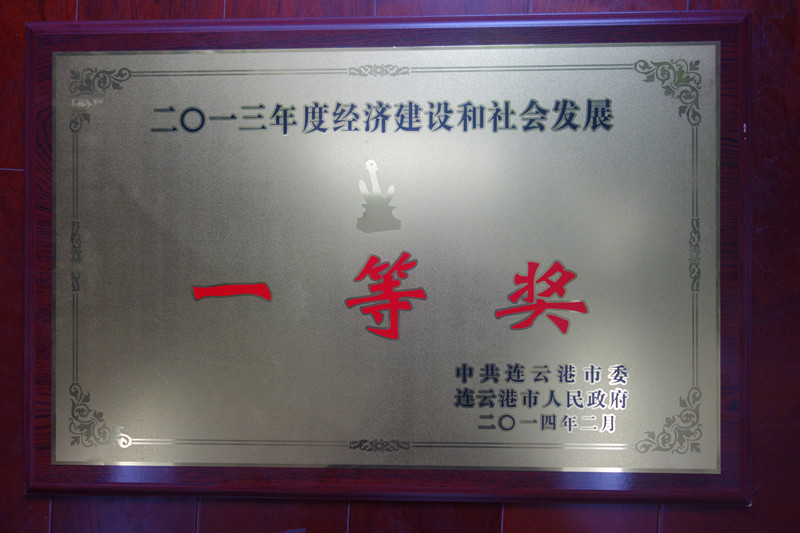 二〇一三年度经济建设和社会发展
一等奖
中共连云港市委
连云港市人民政府
二〇一四年二月